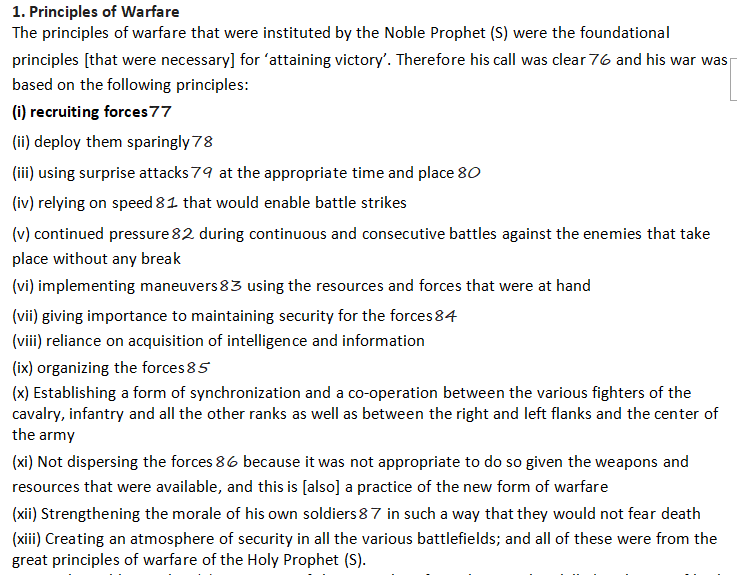 1. Principles of Warfare
The principles of warfare that were instituted by the Noble Prophet (S) were the foundational
principles [that were necessary] for ‘attaining victory’. Therefore his call was clear 76 and his war was
based on the following principles:
(i) recruiting forces77
(ii) deploy them sparingly78
(iii) using surprise attacks79 at the appropriate time and place 80
(iv) relying on speed81 that would enable battle strikes
(v) continued pressure82 during continuous and consecutive battles against the enemies that take
place without any break
(vi) implementing maneuvers83 using the resources and forces that were at hand
(vii) giving importance to maintaining security for the forces84
(viii) reliance on acquisition of intelligence and information
(ix) organizing the forces85
(x) Establishing a form of synchronization and a co-operation between the various fighters of the
cavalry, infantry and all the other ranks as well as between the right and left flanks and the center of
the army
(xi) Not dispersing the forces86 because it was not appropriate to do so given the weapons and
resources that were available, and this is [also] a practice of the new form of warfare
(xii) Strengthening the morale of his own soldiers87 in such a way that they would not fear death
(xiii) Creating an atmosphere of security in all the various battlefields; and all of these were from the
great principles of warfare of the Holy Prophet (S).